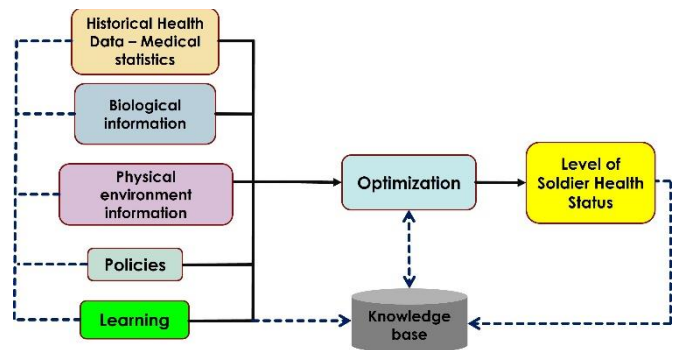 Historical Health
Data – Medical
statistics
Biological
information
Physical
environment
information
Policies
Learning
Optimization
Level of
Soldier Health
Status
Knowledge
base